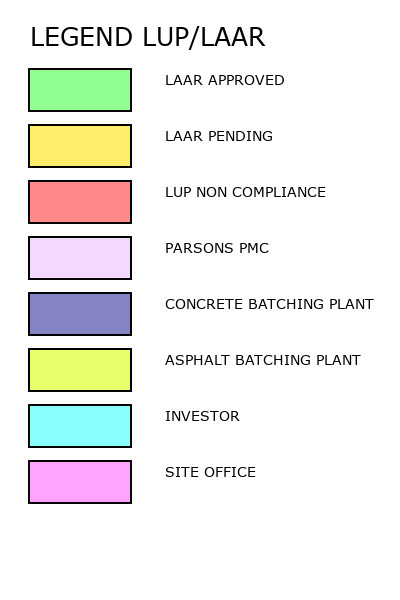 LEGEND LUP/LAAR
LAAR APPROVED
LAAR PENDING
LUP NON COMPLIANCE
PARSONS PMC
CONCRETE BATCHING PLANT
ASPHALT BATCHING PLANT
INVESTOR
SITE OFFICE